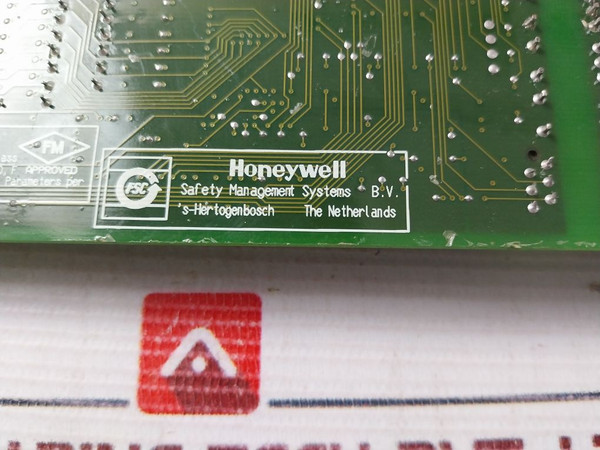 FM
APPROVED
Parameters per
FSC
Honeywell
Safety Management Systems B.V.
's-Hertogenbosch The Netherlands